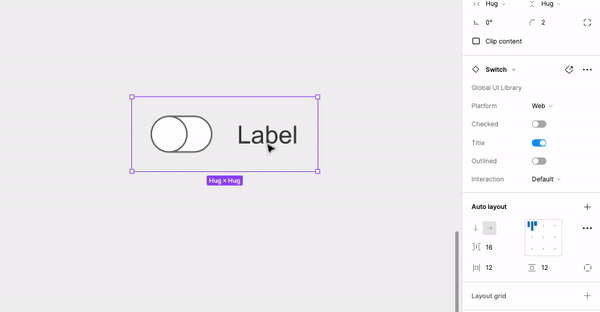 Hug Hug
0° 2
Clip content
Switch
Global UI Library
Platform Web
Checked
Title
Outlined
Interaction Default
Auto layout
16
12 12
Layout grid
Label
Hug × Hug